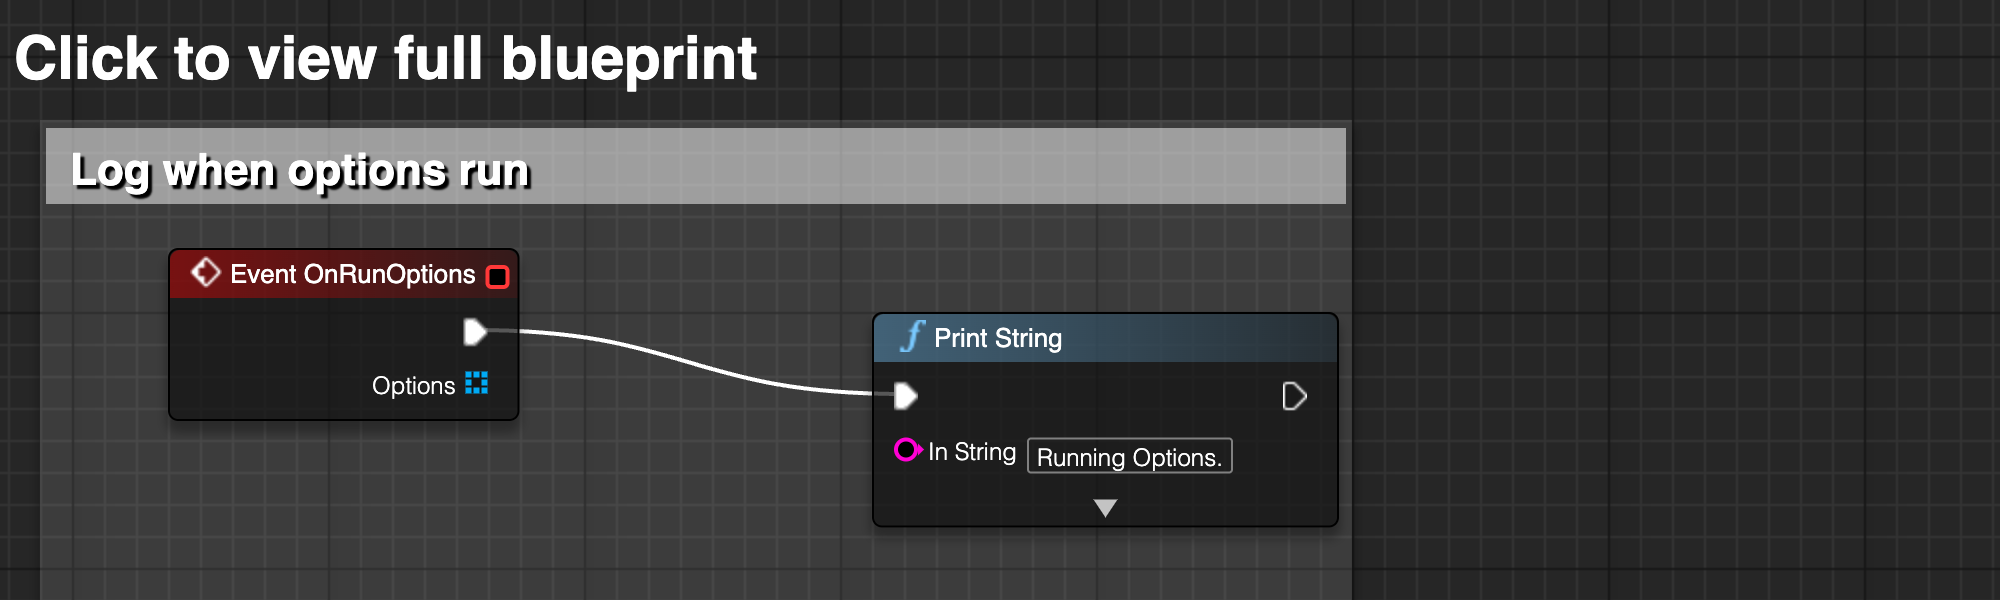 Click to view full blueprint
Log when options run
Event OnRunOptions
Options
Print String
In String Running Options.